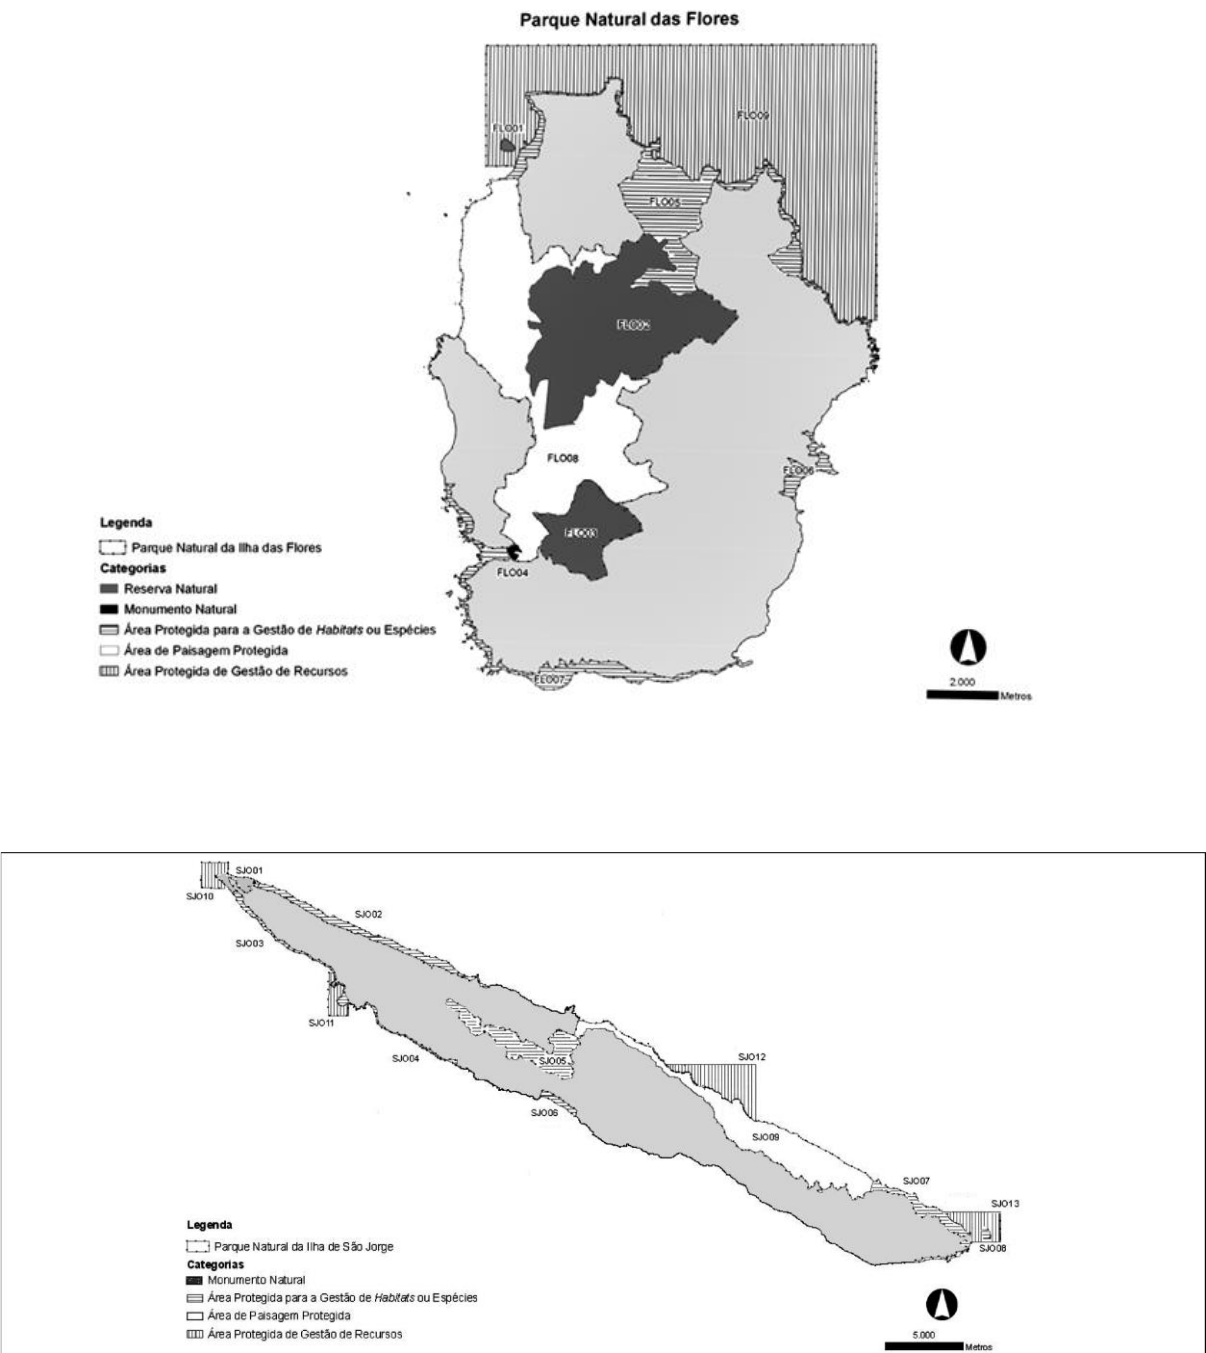 Parque Natural das Flores
FLO09
FLO01
FLO05
FLO02
FLO08
FLO06
FLO03
FLO04
FLO07
Legenda
Parque Natural da Ilha das Flores
Categorias
Reserva Natural
Monumento Natural
Área Protegida para a Gestão de Habitats ou Espécies
Área de Paisagem Protegida
Área Protegida de Gestão de Recursos
2.000
Metros
SJO01
SJO10
SJO02
SJO03
SJO11
SJO04
SJO05
SJO12
SJO06
SJO09
SJO07
SJO13
SJO08
Legenda
Parque Natural da Ilha de São Jorge
Categorias
Monumento Natural
Área Protegida para a Gestão de Habitats ou Espécies
Área de Paisagem Protegida
Área Protegida de Gestão de Recursos
5.000
Metros